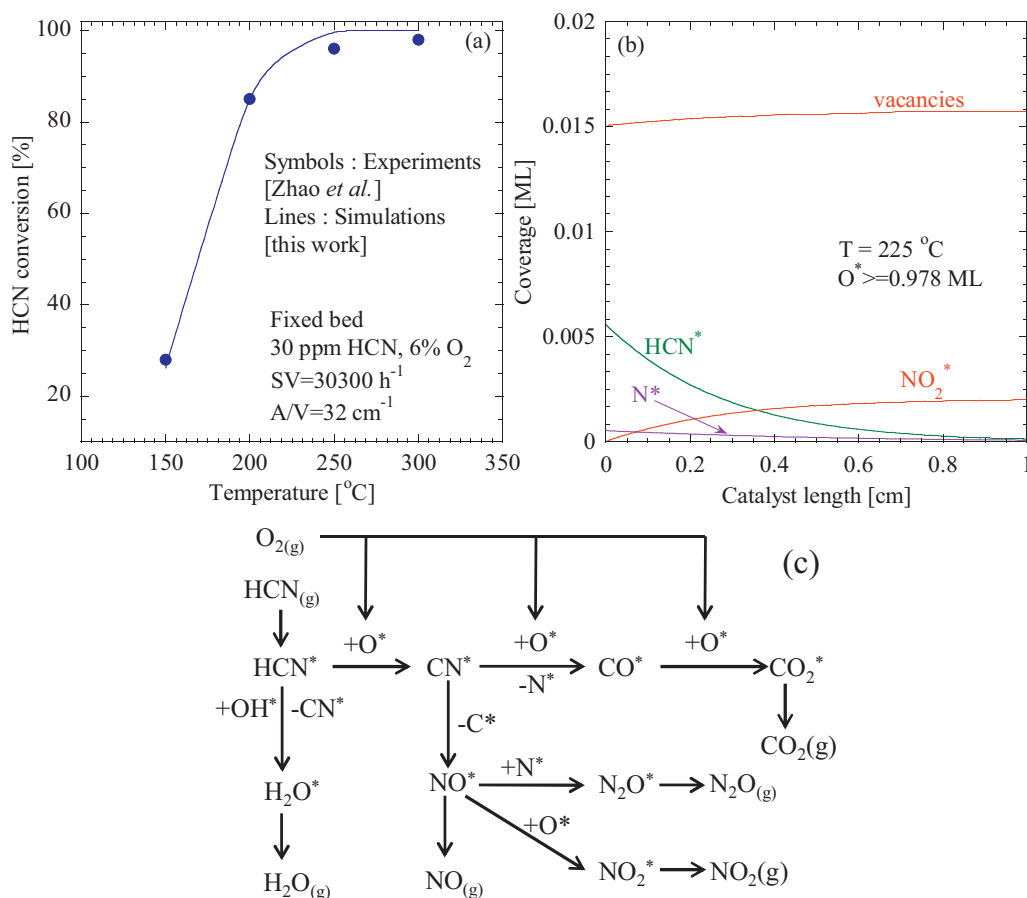 (a)
100
80
60
40
20
HCN conversion [%]
Symbols : Experiments
[Zhao et al.]
Lines : Simulations
[this work]
Fixed bed
30 ppm HCN, 6% O2
SV=30300 h-1
A/V=32 cm-1
100 150 200 250 300 350
Temperature [oC]
(b)
0.02
0.015
0.01
0.005
0
Coverage [ML]
vacancies
T = 225 oC
O*>=0.978 ML
HCN*
NO2*
N*
0 0.2 0.4 0.6 0.8 1
Catalyst length [cm]
(c)
O2(g)
HCN(g)
+O* +O* +O*
HCN* CN* CO* CO2*
-N*
+OH* -CN*
-C*
CO2(g)
+N*
H2O* NO* N2O* N2O(g)
+O*
H2O(g) NO(g) NO2* NO2(g)